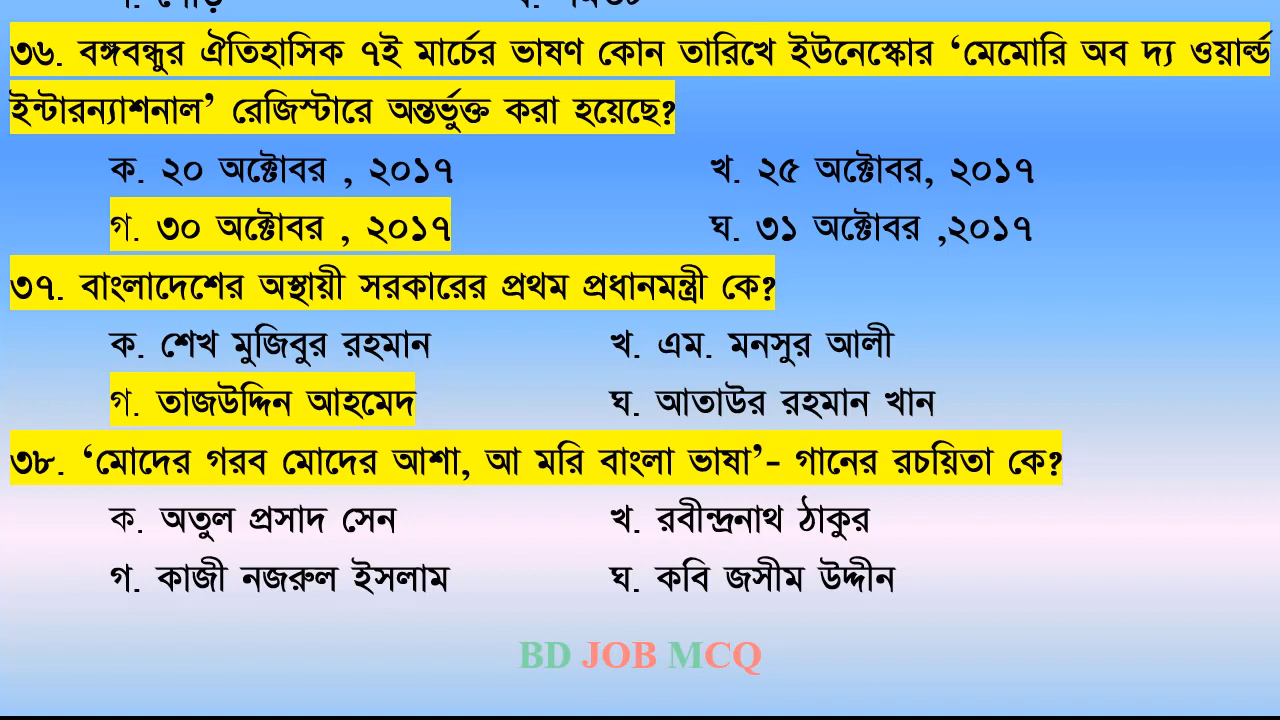 ৩৬. বঙ্গবন্ধুর ঐতিহাসিক ৭ই মার্চের ভাষণ কোন তারিখে ইউনেস্কোর ‘মেমোরি অব দ্য ওয়ার্ল্ড
ইন্টারন্যাশনাল’ রেজিস্টারে অন্তর্ভুক্ত করা হয়েছে?
ক. ২০ অক্টোবর , ২০১৭ খ. ২৫ অক্টোবর, ২০১৭
গ. ৩০ অক্টোবর , ২০১৭ ঘ. ৩১ অক্টোবর ,২০১৭
৩৭. বাংলাদেশের অস্থায়ী সরকারের প্রথম প্রধানমন্ত্রী কে?
ক. শেখ মুজিবুর রহমান খ. এম. মনসুর আলী
গ. তাজউদ্দিন আহমেদ ঘ. আতাউর রহমান খান
৩৮. ‘মোদের গরব মোদের আশা, আ মরি বাংলা ভাষা’- গানের রচয়িতা কে?
ক. অতুল প্রসাদ সেন খ. রবীন্দ্রনাথ ঠাকুর
গ. কাজী নজরুল ইসলাম ঘ. কবি জসীম উদ্দীন
BD JOB MCQ